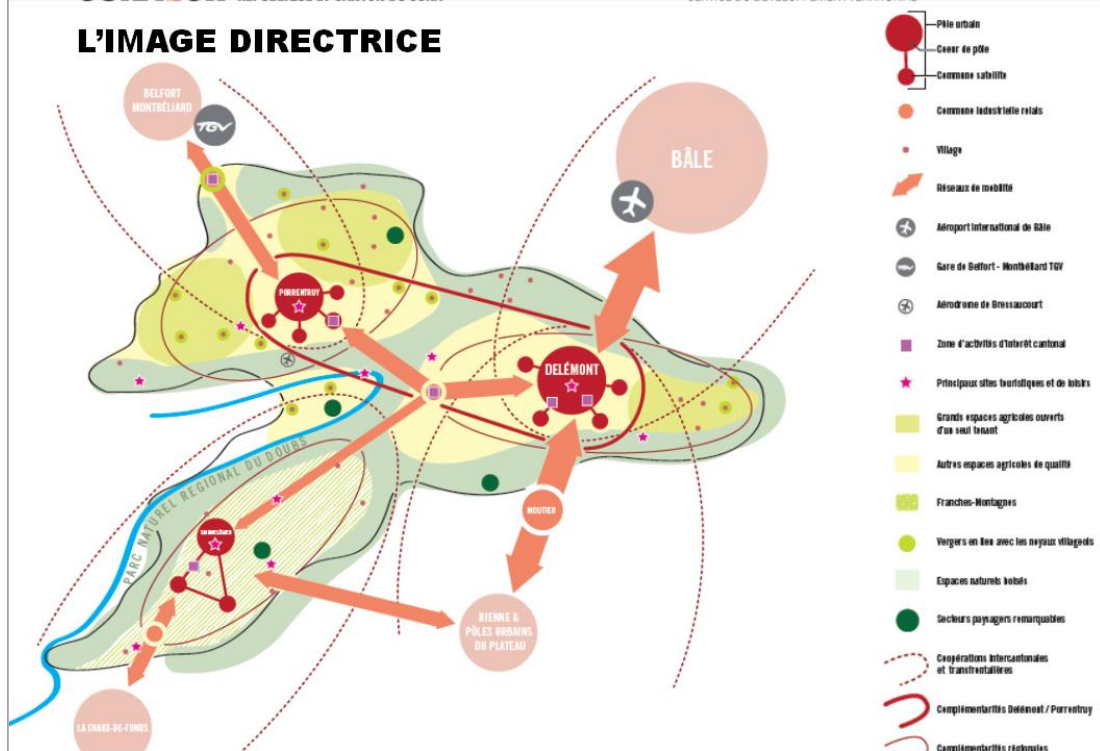 L'IMAGE DIRECTRICE
BELFORT
MONTBÉLIARD
TGV
BÂLE
PORRENTRUY
DELÉMONT
PARC NATUREL RÉGIONAL DU DOUBS
SAIGNELÉGIER
MOUTIER
BIENNE &
PÔLES URBAINS
DU PLATEAU
LA CHAUX-DE-FONDS
Pôle urbain
Coeur de pôle
Commune satellite
Commune industrielle relais
Village
Réseaux de mobilité
Aéroport international de Bâle
Gare de Belfort - Montbéliard TGV
Aérodrome de Bressaucourt
Zone d'activités d'intérêt cantonal
Principaux sites touristiques et de loisirs
Grands espaces agricoles ouverts
d'un seul tenant
Autres espaces agricoles de qualité
Franches-Montagnes
Vergers en lien avec les noyaux villageois
Espaces naturels boisés
Secteurs paysagers remarquables
Coopérations intercantonales
et transfrontalières
Complémentarités Delémont / Porrentruy
Complémentarités régionales